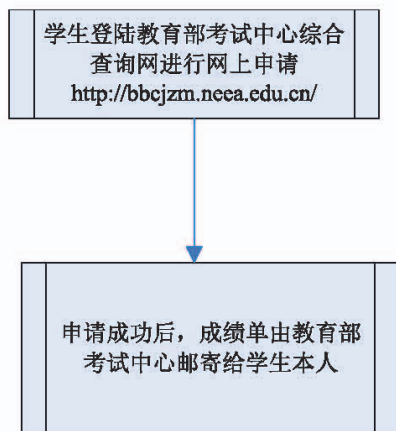 学生登陆教育部考试中心综合
查询网进行网上申请
http://bbcjzm.neea.edu.cn/
申请成功后，成绩单由教育部
考试中心邮寄给学生本人